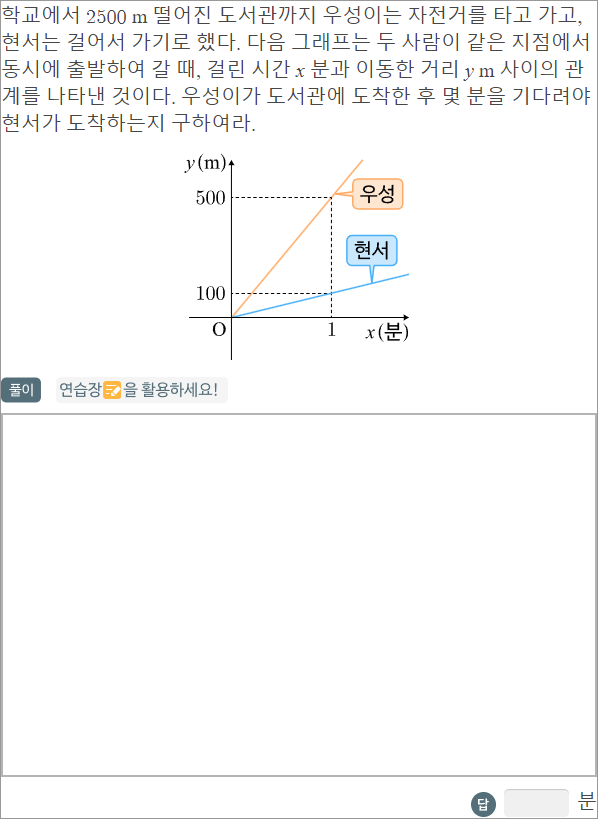 학교에서 2500 m 떨어진 도서관까지 우성이는 자전거를 타고 가고,
현서는 걸어서 가기로 했다. 다음 그래프는 두 사람이 같은 지점에서
동시에 출발하여 갈 때, 걸린 시간 x 분과 이동한 거리 y m 사이의 관
계를 나타낸 것이다. 우성이가 도서관에 도착한 후 몇 분을 기다려야
현서가 도착하는지 구하여라.
y(m)
500
우성
현서
100
O
1
x(분)
풀이 연습장을 활용하세요!
답 분